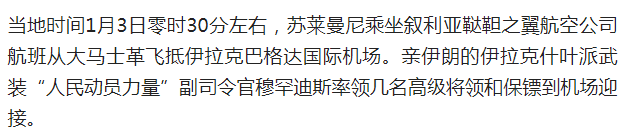 当地时间1月3日零时30分左右，苏莱曼尼乘坐叙利亚鞑靼之翼航空公司
航班从大马士革飞抵伊拉克巴格达国际机场。亲伊朗的伊拉克什叶派武
装“人民动员力量”副司令官穆罕迪斯率领几名高级将领和保镖到机场迎
接。